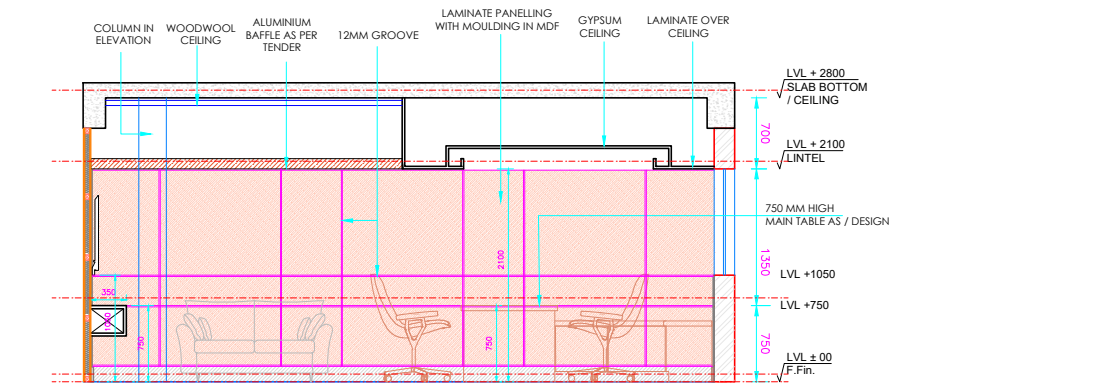 COLUMN IN
ELEVATION
WOODWOOL
CEILING
ALUMINIUM
BAFFLE AS PER
TENDER
12MM GROOVE
LAMINATE PANELLING
WITH MOULDING IN MDF
GYPSUM
CEILING
LAMINATE OVER
CEILING
LVL + 2800
SLAB BOTTOM
/ CEILING
700
LVL + 2100
LINTEL
750 MM HIGH
MAIN TABLE AS / DESIGN
2100
1350
LVL +1050
350
LVL +750
1050
750
750
750
LVL ± 00
F.Fin.